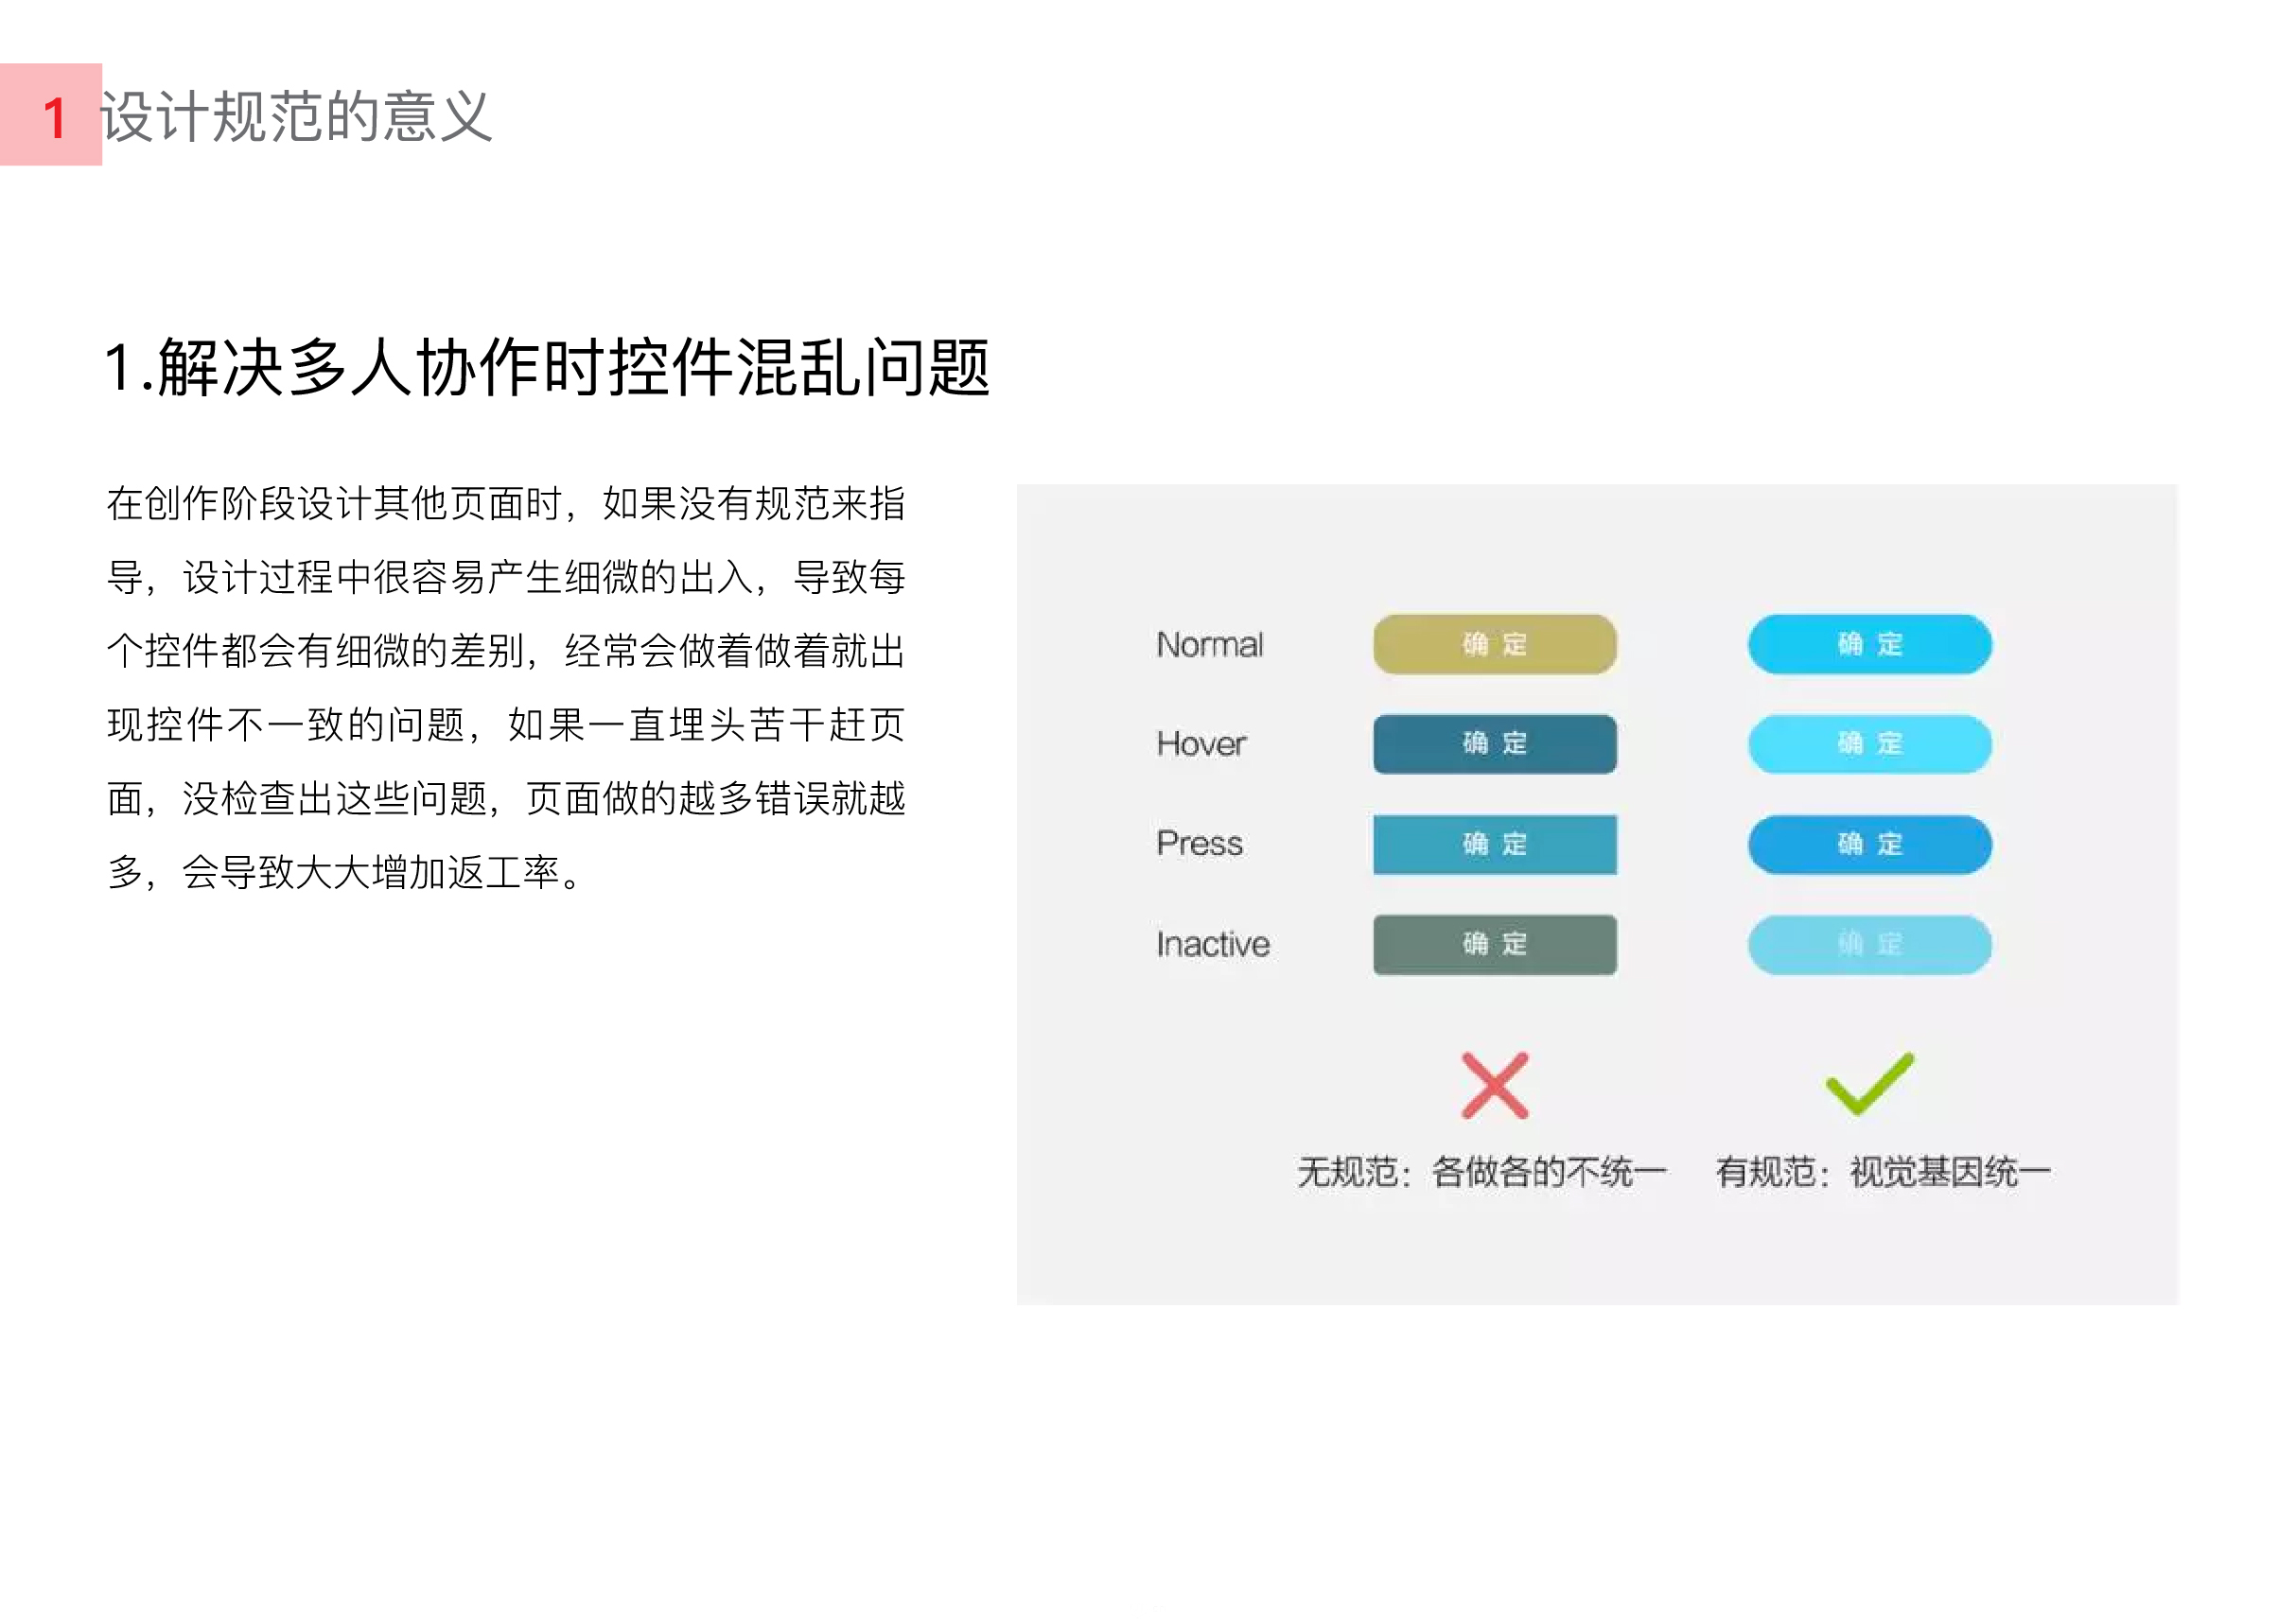 1 设计规范的意义
1.解决多人协作时控件混乱问题
在创作阶段设计其他页面时，如果没有规范来指
导，设计过程中很容易产生细微的出入，导致每
个控件都会有细微的差别，经常会做着做着就出
现控件不一致的问题，如果一直埋头苦干赶页
面，没检查出这些问题，页面做的越多错误就越
多，会导致大大增加返工率。
Normal 确 定 确 定
Hover 确 定 确 定
Press 确 定 确 定
Inactive 确 定 确 定
无规范：各做各的不统一 有规范：视觉基因统一